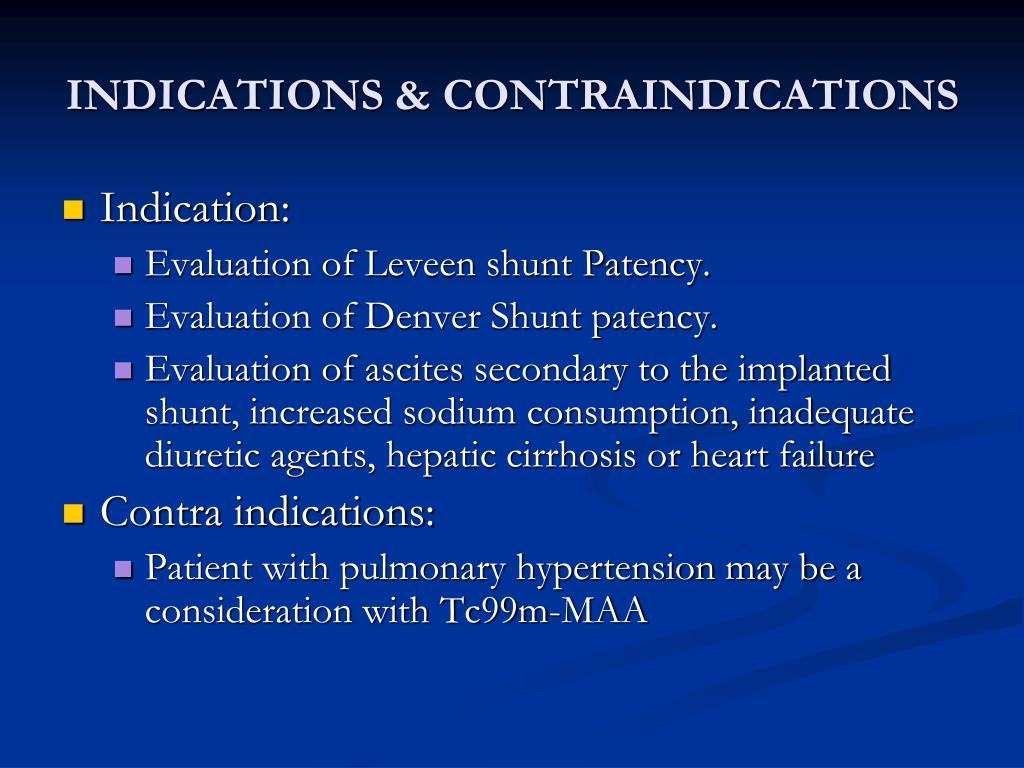 INDICATIONS & CONTRAINDICATIONS
Indication:
Evaluation of Leveen shunt Patency.
Evaluation of Denver Shunt patency.
Evaluation of ascites secondary to the implanted
shunt, increased sodium consumption, inadequate
diuretic agents, hepatic cirrhosis or heart failure
Contra indications:
Patient with pulmonary hypertension may be a
consideration with Tc99m-MAA